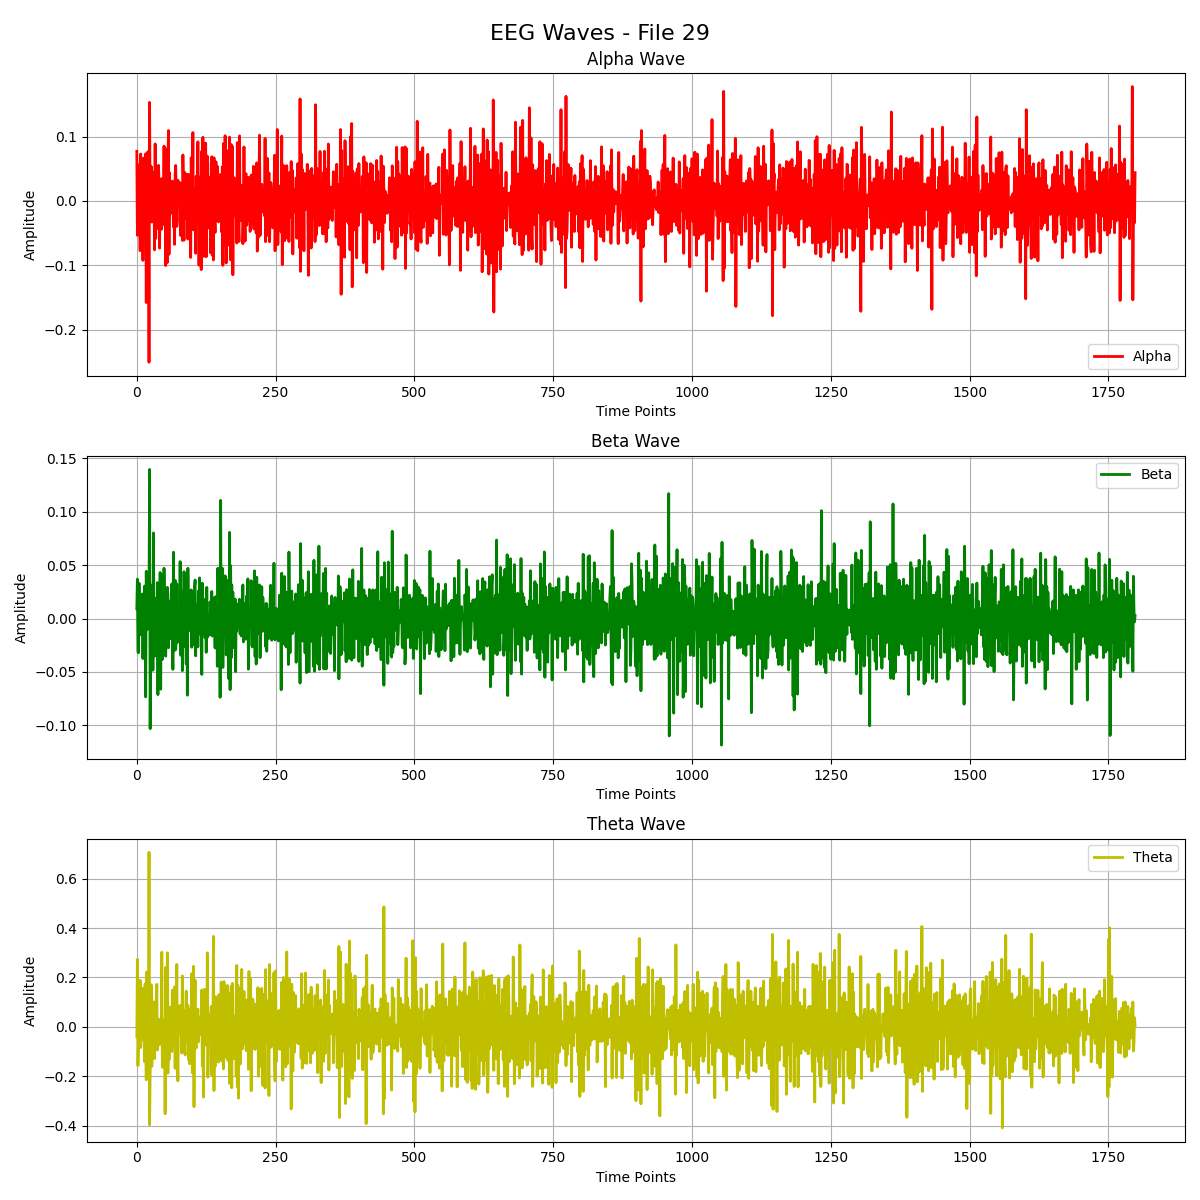 EEG Waves - File 29
Alpha Wave
Amplitude
0.1
0.0
−0.1
−0.2
Alpha
0 250 500 750 1000 1250 1500 1750
Time Points
Beta Wave
Amplitude
0.15
0.10
0.05
0.00
−0.05
−0.10
Beta
0 250 500 750 1000 1250 1500 1750
Time Points
Theta Wave
Amplitude
0.6
0.4
0.2
0.0
−0.2
−0.4
Theta
0 250 500 750 1000 1250 1500 1750
Time Points